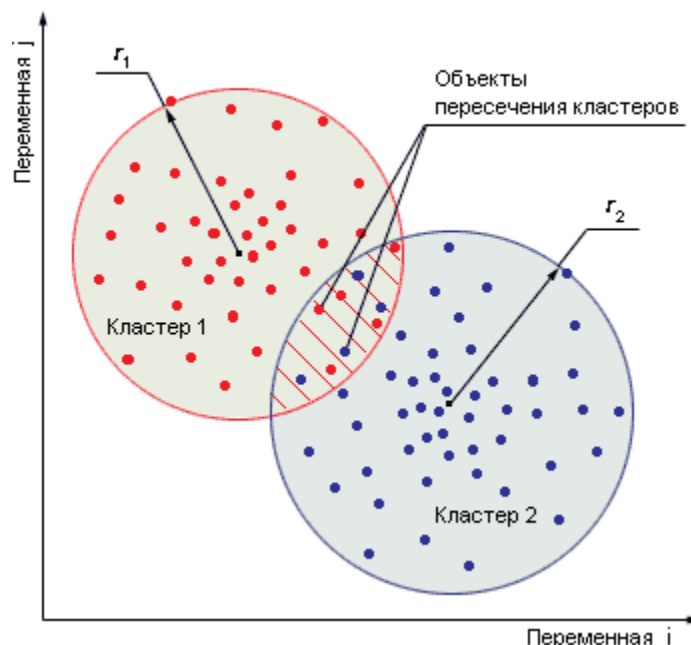 Переменная j
r1
Объекты
пересечения кластеров
r2
Кластер 1
Кластер 2
Переменная i